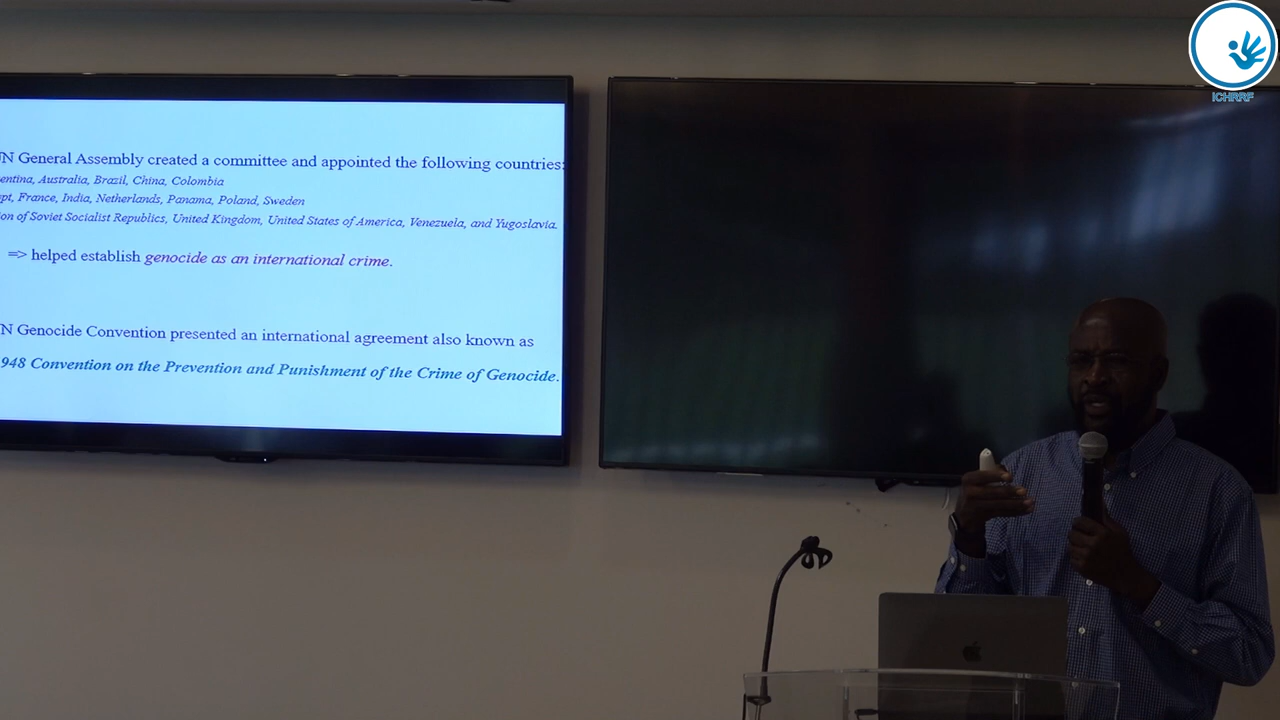 N General Assembly created a committee and appointed the following countries:
entina, Australia, Brazil, China, Colombia
pt, France, India, Netherlands, Panama, Poland, Sweden
on of Soviet Socialist Republics, United Kingdom, United States of America, Venezuela, and Yugoslavia.
=> helped establish genocide as an international crime.
N Genocide Convention presented an international agreement also known as
948 Convention on the Prevention and Punishment of the Crime of Genocide.
ICHRRF